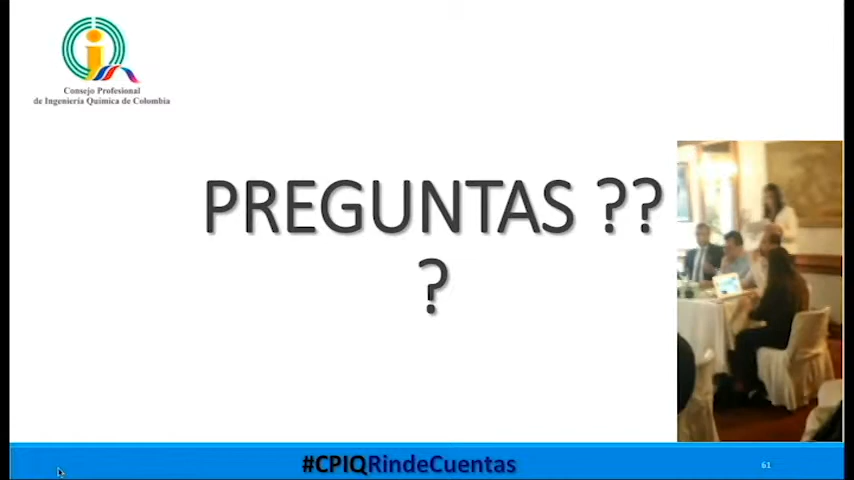 Consejo Profesional
de Ingeniería Química de Colombia
PREGUNTAS ??
?
#CPIQRindeCuentas
61